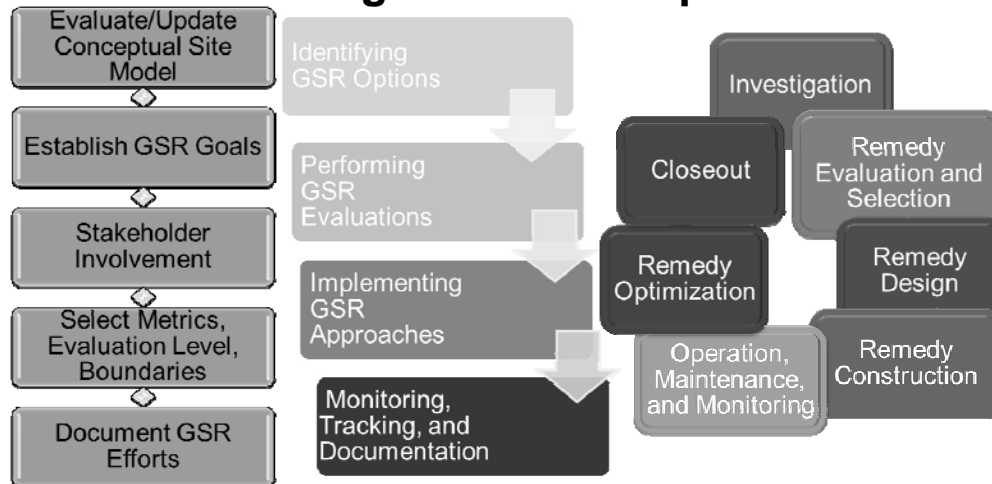 Evaluate/Update
Conceptual Site
Model
Establish GSR Goals
Stakeholder
Involvement
Select Metrics,
Evaluation Level,
Boundaries
Document GSR
Efforts
Identifying
GSR Options
Performing
GSR
Evaluations
Implementing
GSR
Approaches
Monitoring,
Tracking, and
Documentation
Investigation
Remedy
Evaluation and
Selection
Remedy
Design
Remedy
Construction
Operation,
Maintenance,
and Monitoring
Remedy
Optimization
Closeout